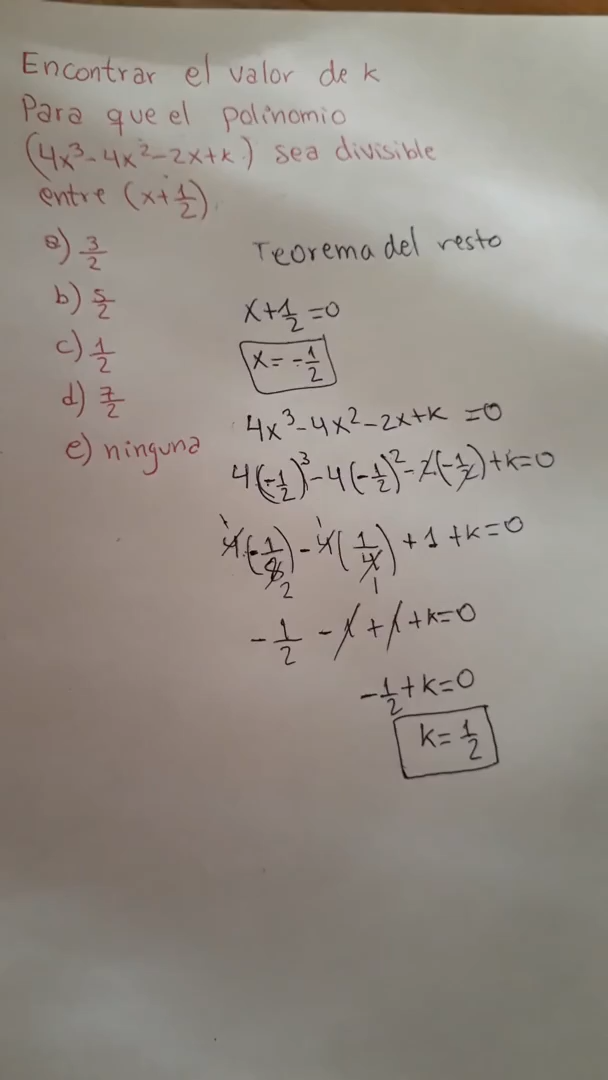 Encontrar el valor de k
Para que el polinomio
(4x³-4x²-2x+k) sea divisible
entre (x+1/2)
a) 3/2
b) 5/2
c) 1/2
d) 7/2
e) ninguna
Teorema del resto
x+1/2=0
x=-1/2
4x³-4x²-2x+k=0
4(-1/2)³-4(-1/2)²-2(-1/2)+k=0
4(-1/8)-4(1/4)+1+k=0
-1/2-1+1+k=0
-1/2+k=0
k=1/2